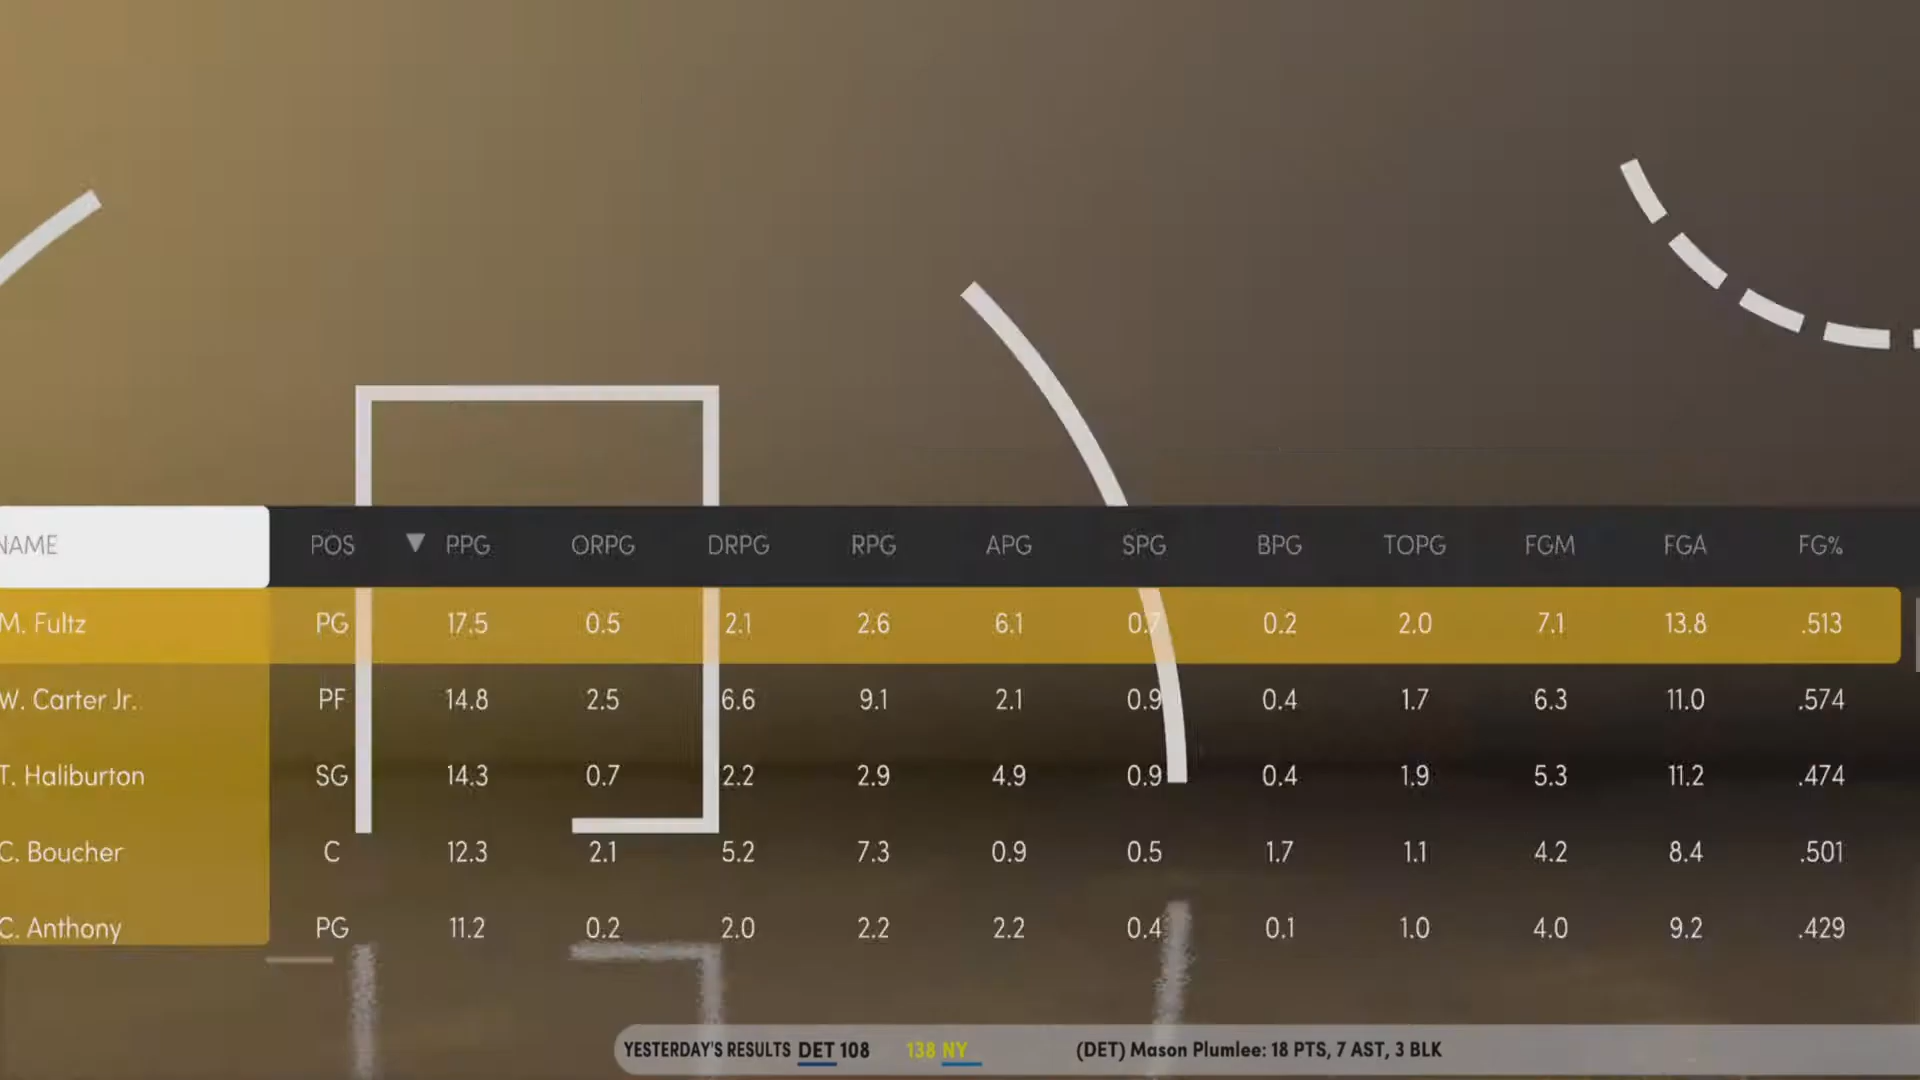 NAME POS ▼ PPG ORPG DRPG RPG APG SPG BPG TOPG FGM FGA FG%
M. Fultz PG 17.5 0.5 2.1 2.6 6.1 0.7 0.2 2.0 7.1 13.8 .513
W. Carter Jr. PF 14.8 2.5 6.6 9.1 2.1 0.9 0.4 1.7 6.3 11.0 .574
T. Haliburton SG 14.3 0.7 2.2 2.9 4.9 0.9 0.4 1.9 5.3 11.2 .474
C. Boucher C 12.3 2.1 5.2 7.3 0.9 0.5 1.7 1.1 4.2 8.4 .501
C. Anthony PG 11.2 0.2 2.0 2.2 2.2 0.4 0.1 1.0 4.0 9.2 .429
YESTERDAY'S RESULTS DET 108 138 NY (DET) Mason Plumlee: 18 PTS, 7 AST, 3 BLK